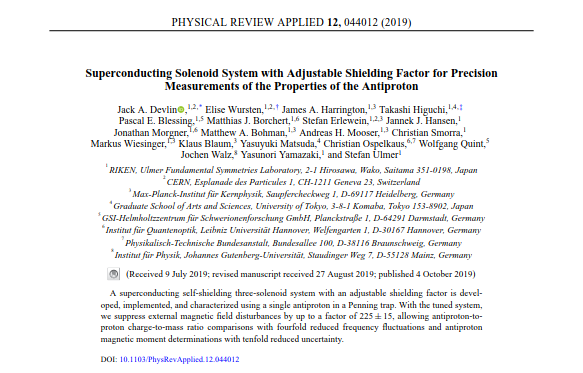 PHYSICAL REVIEW APPLIED 12, 044012 (2019)
Superconducting Solenoid System with Adjustable Shielding Factor for Precision
Measurements of the Properties of the Antiproton
Jack A. Devlin,1,2,* Elise Wursten,1,2,† James A. Harrington,1,3 Takashi Higuchi,1,4,‡
Pascal E. Blessing,1,5 Matthias J. Borchert,1,6 Stefan Erlewein,1,2,3 Jannek J. Hansen,1
Jonathan Morgner,1,6 Matthew A. Bohman,1,3 Andreas H. Mooser,1,3 Christian Smorra,1
Markus Wiesinger,1,3 Klaus Blaum,3 Yasuyuki Matsuda,4 Christian Ospelkaus,6,7 Wolfgang Quint,5
Jochen Walz,8 Yasunori Yamazaki,1 and Stefan Ulmer1
1 RIKEN, Ulmer Fundamental Symmetries Laboratory, 2-1 Hirosawa, Wako, Saitama 351-0198, Japan
2 CERN, Esplanade des Particules 1, CH-1211 Geneva 23, Switzerland
3 Max-Planck-Institut für Kernphysik, Saupfercheckweg 1, D-69117 Heidelberg, Germany
4 Graduate School of Arts and Sciences, University of Tokyo, 3-8-1 Komaba, Tokyo 153-8902, Japan
5 GSI-Helmholtzzentrum für Schwerionenforschung GmbH, Planckstraße 1, D-64291 Darmstadt, Germany
6 Institut für Quantenoptik, Leibniz Universität Hannover, Welfengarten 1, D-30167 Hannover, Germany
7 Physikalisch-Technische Bundesanstalt, Bundesallee 100, D-38116 Braunschweig, Germany
8 Institut für Physik, Johannes Gutenberg-Universität, Staudinger Weg 7, D-55128 Mainz, Germany
(Received 9 July 2019; revised manuscript received 27 August 2019; published 4 October 2019)
A superconducting self-shielding three-solenoid system with an adjustable shielding factor is devel-
oped, implemented, and characterized using a single antiproton in a Penning trap. With the tuned system,
we suppress external magnetic field disturbances by up to a factor of 225 ± 15, allowing antiproton-to-
proton charge-to-mass ratio comparisons with fourfold reduced frequency fluctuations and antiproton
magnetic moment determinations with tenfold reduced uncertainty.
DOI: 10.1103/PhysRevApplied.12.044012